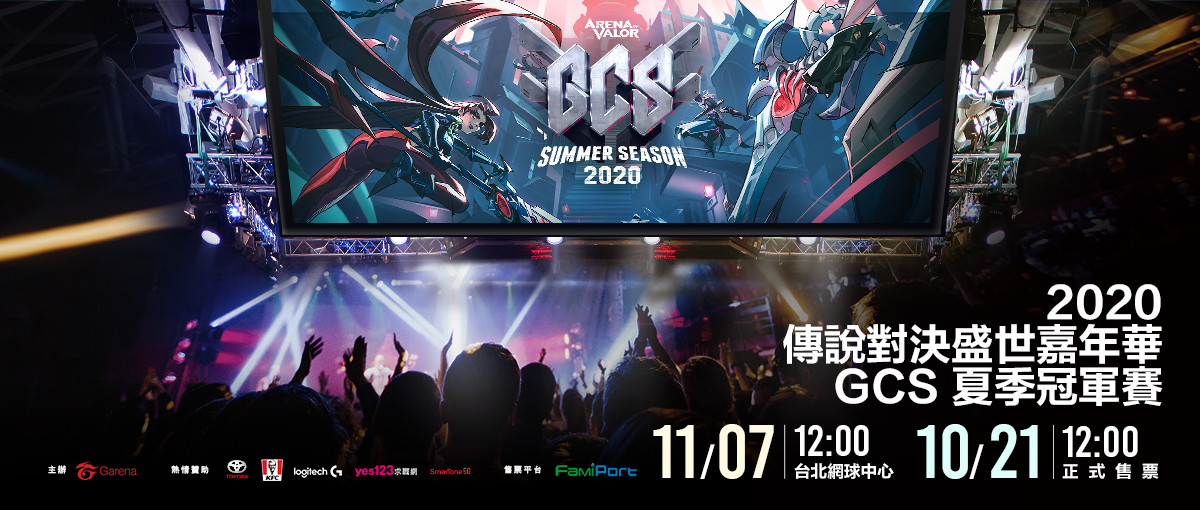 ARENA OF
VALOR
GCS
SUMMER SEASON
2020
2020
傳說對決盛世嘉年華
GCS 夏季冠軍賽
11/07 12:00 台北網球中心
10/21 12:00 正式售票
主辦 Garena 熱情贊助 TOYOTA KFC logitech G yes123求職網 Smartone5G 售票平台 FamiPort